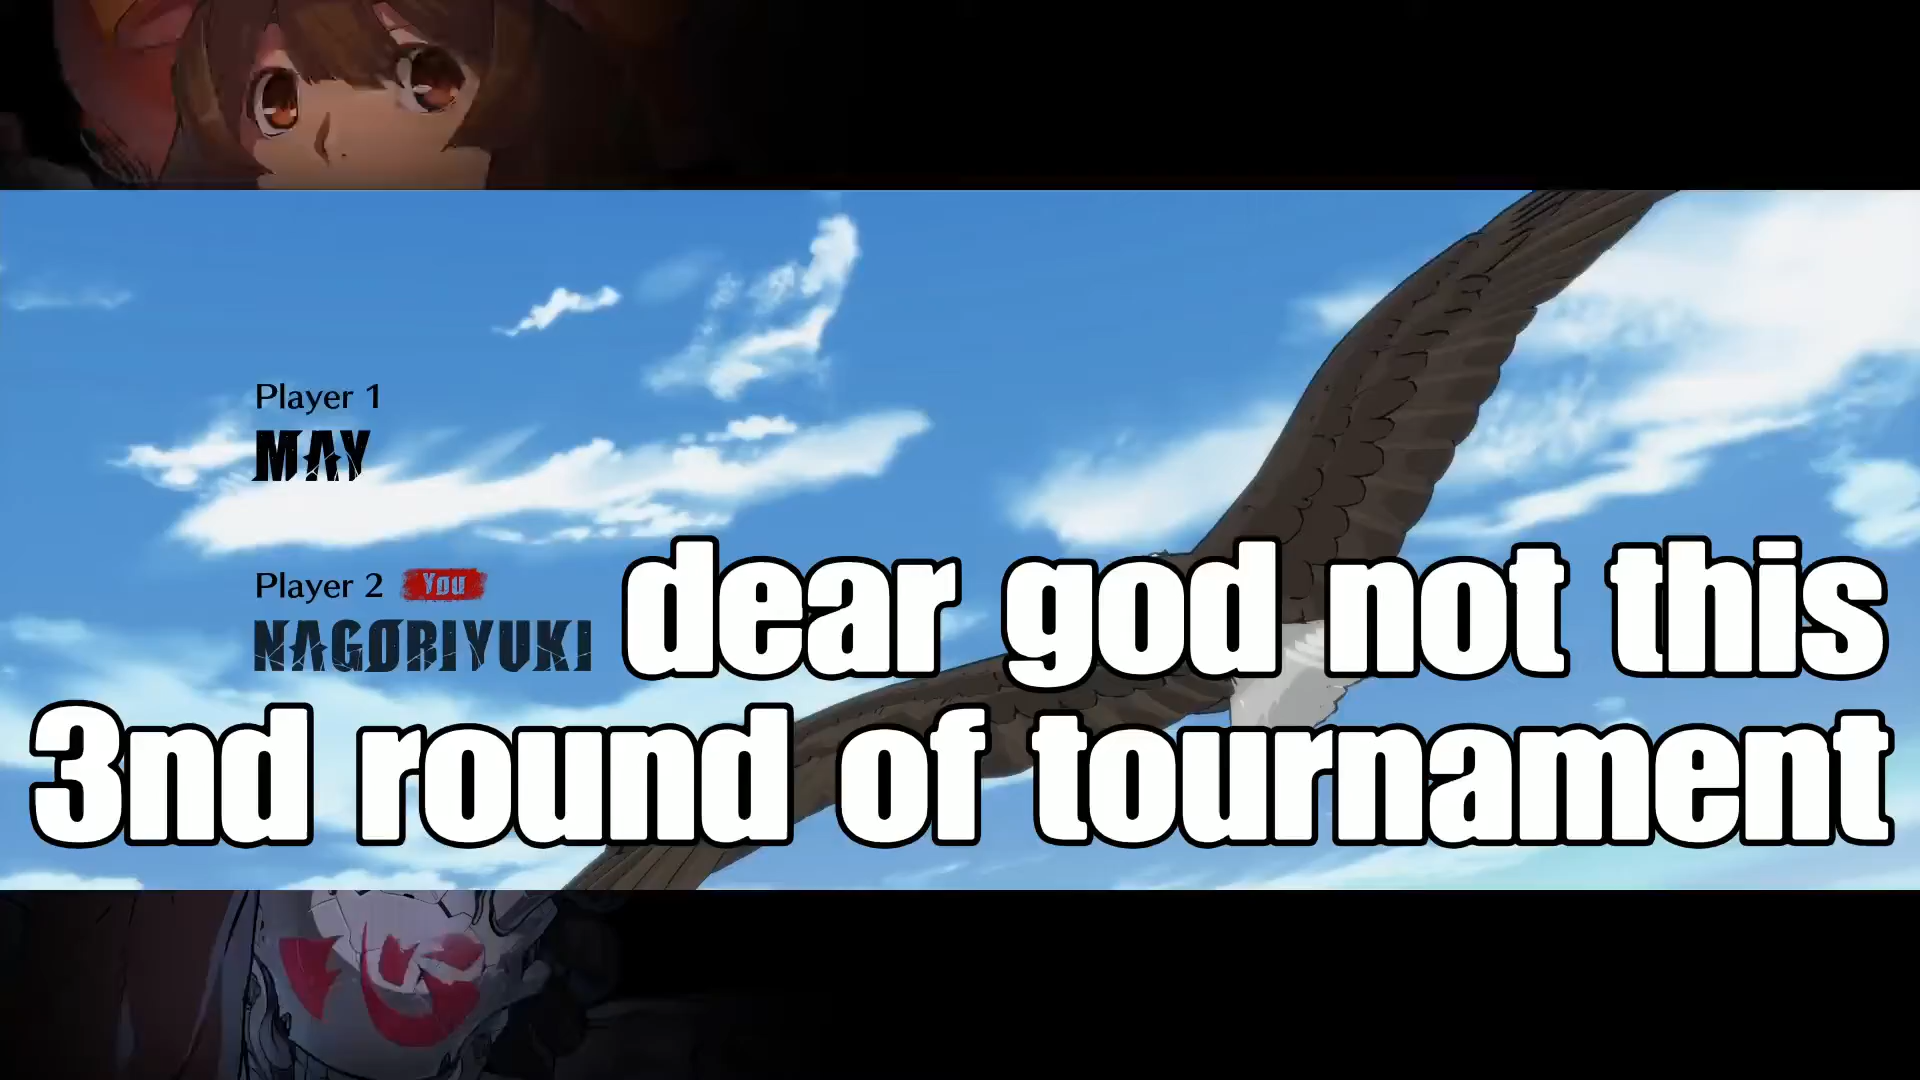 Player 1
MAY
Player 2 You
NAGORIYUKI
dear god not this
3nd round of tournament